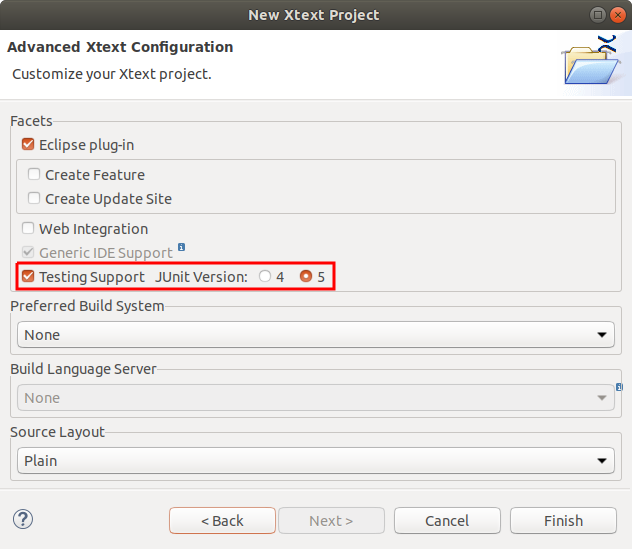 New Xtext Project
Advanced Xtext Configuration
Customize your Xtext project.
Facets
Eclipse plug-in
Create Feature
Create Update Site
Web Integration
Generic IDE Support
Testing Support JUnit Version: 4 5
Preferred Build System
None
Build Language Server
None
Source Layout
Plain
< Back Next > Cancel Finish